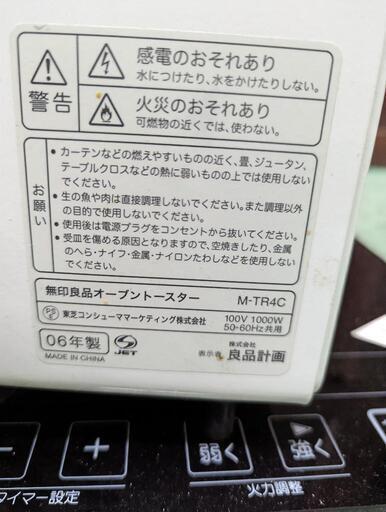 警告
感電のおそれあり
水につけたり、水をかけたりしない。
火災のおそれあり
可燃物の近くでは、使わない。
お願い
• カーテンなどの燃えやすいものの近く、畳、ジュータン、
テーブルクロスなどの熱に弱いものの上では使用しない
でください。
• 生の魚や肉は直接調理しないでください。また調理以外
の目的で使用しないでください。
• 使用後は電源プラグをコンセントから抜いてください。
• 受皿を傷める原因となりますので、空焼きしたり、金属
のへら・ナイフ・金属・ナイロンたわしなどを使用しな
いでください。
無印良品オーブントースター M-TR4C
PS
E
東芝コンシューママーケティング株式会社
100V 1000W
50-60Hz共用
06年製
MADE IN CHINA
JET
表示者 株式会社 良品計画
弱く
強く
イマー設定
火力調整